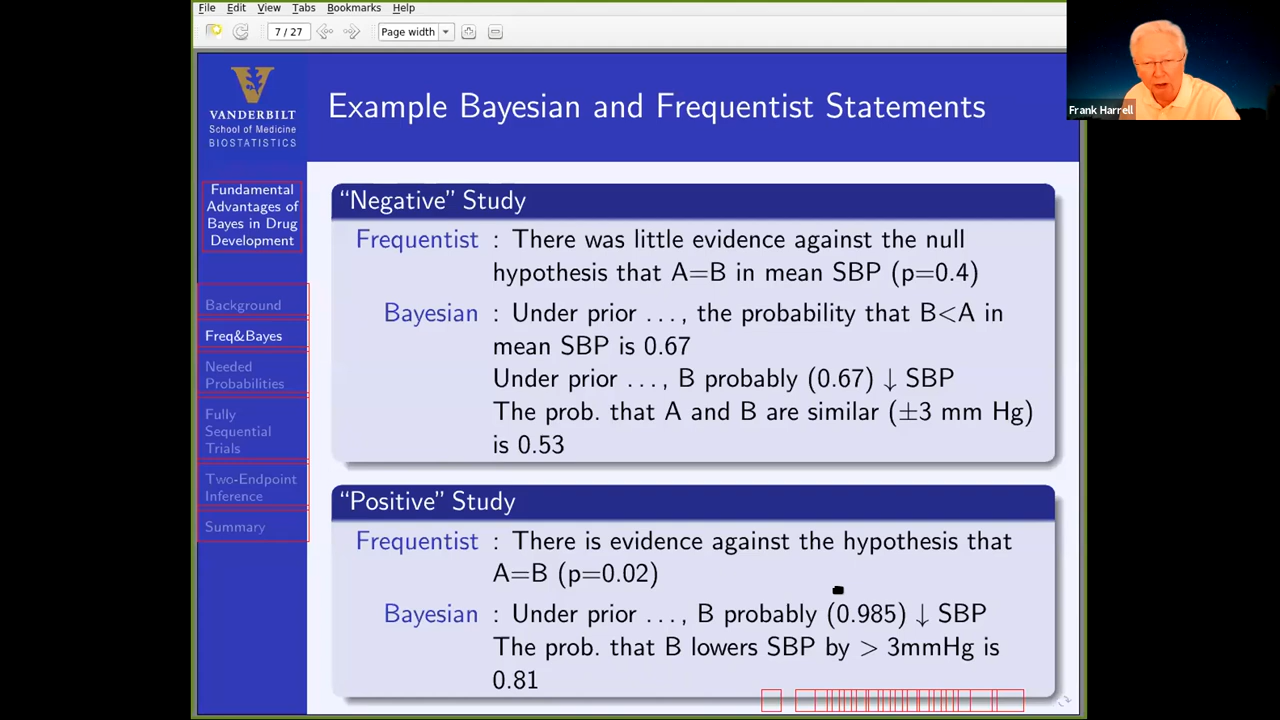 File Edit View Tabs Bookmarks Help
7 / 27 Page width
Frank Harrell
VANDERBILT
School of Medicine
BIOSTATISTICS
Example Bayesian and Frequentist Statements
Fundamental
Advantages of
Bayes in Drug
Development
Background
Freq&Bayes
Needed
Probabilities
Fully
Sequential
Trials
Two-Endpoint
Inference
Summary
“Negative” Study
Frequentist : There was little evidence against the null
hypothesis that A=B in mean SBP (p=0.4)
Bayesian : Under prior ..., the probability that B<A in
mean SBP is 0.67
Under prior ..., B probably (0.67) ↓ SBP
The prob. that A and B are similar (±3 mm Hg)
is 0.53
“Positive” Study
Frequentist : There is evidence against the hypothesis that
A=B (p=0.02)
Bayesian : Under prior ..., B probably (0.985) ↓ SBP
The prob. that B lowers SBP by > 3mmHg is
0.81